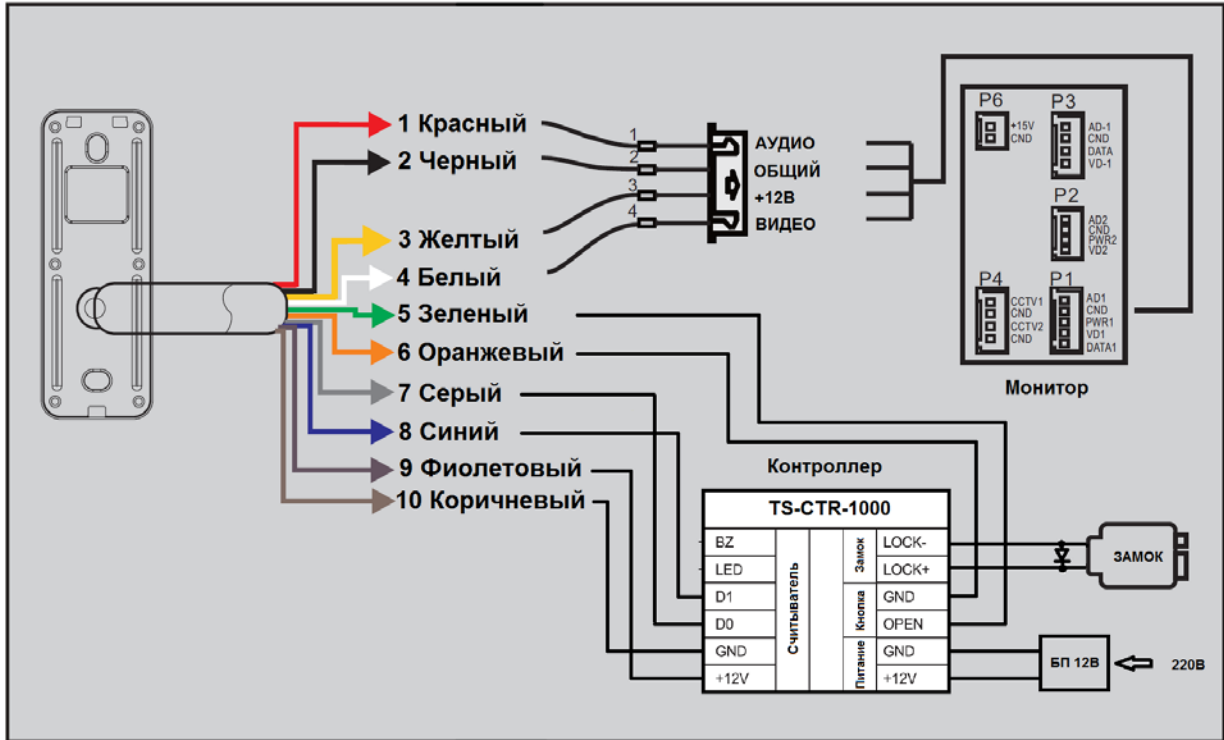 1 Красный
2 Черный
3 Желтый
4 Белый
5 Зеленый
6 Оранжевый
7 Серый
8 Синий
9 Фиолетовый
10 Коричневый
1
2
3
4
АУДИО
ОБЩИЙ
+12В
ВИДЕО
P6
+15V
CND
P3
AD-1
CND
DATA
VD-1
P2
AD2
CND
PWR2
VD2
P4
CCTV1
CND
CCTV2
CND
P1
AD1
CND
PWR1
VD1
DATA1
Монитор
Контроллер
TS-CTR-1000
BZ
LED
D1
D0
GND
+12V
Считыватель
Замок
Кнопка
Питание
LOCK-
LOCK+
GND
OPEN
GND
+12V
ЗАМОК
БП 12В
220В